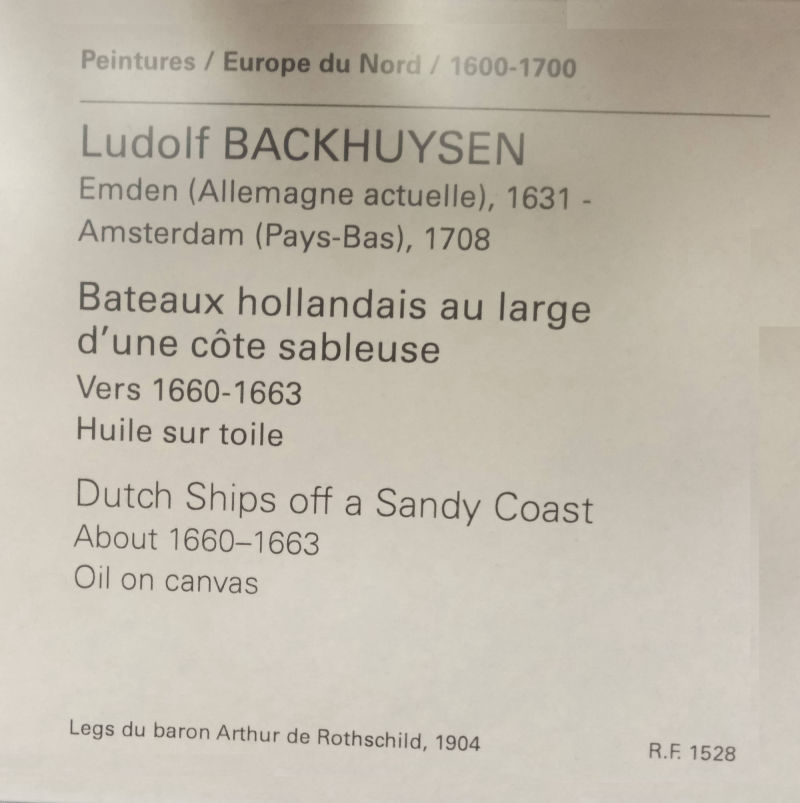 Peintures / Europe du Nord / 1600-1700
Ludolf BACKHUYSEN
Emden (Allemagne actuelle), 1631 -
Amsterdam (Pays-Bas), 1708
Bateaux hollandais au large
d'une côte sableuse
Vers 1660-1663
Huile sur toile
Dutch Ships off a Sandy Coast
About 1660–1663
Oil on canvas
Legs du baron Arthur de Rothschild, 1904
R.F. 1528